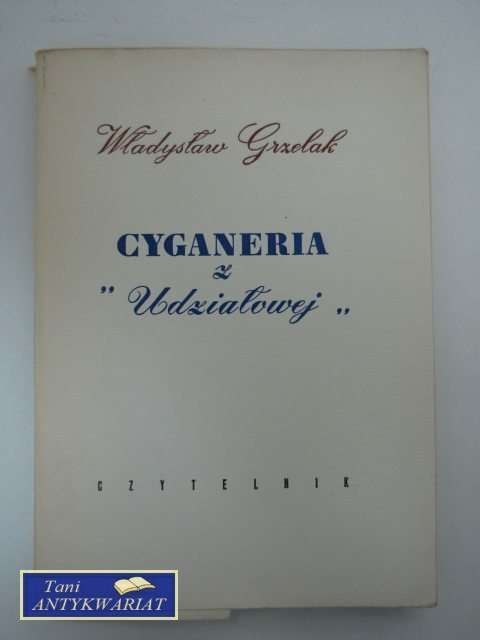 Władysław Grzelak
CYGANERIA
z
" Udziałowej „
CZYTELNIK
Tani
ANTYKWARIAT